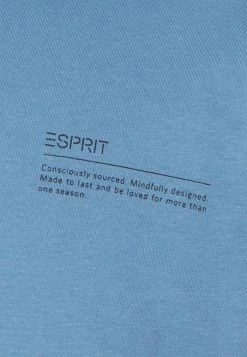 ESPRIT
Consciously sourced. Mindfully designed.
Made to last and be loved for more than
one season.